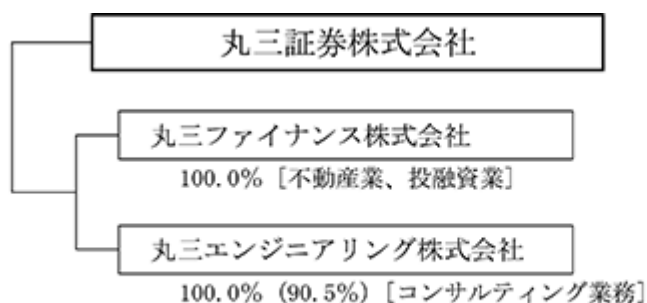 丸三証券株式会社
丸三ファイナンス株式会社
100.0% [不動産業、投融資業]
丸三エンジニアリング株式会社
100.0% (90.5%) [コンサルティング業務]